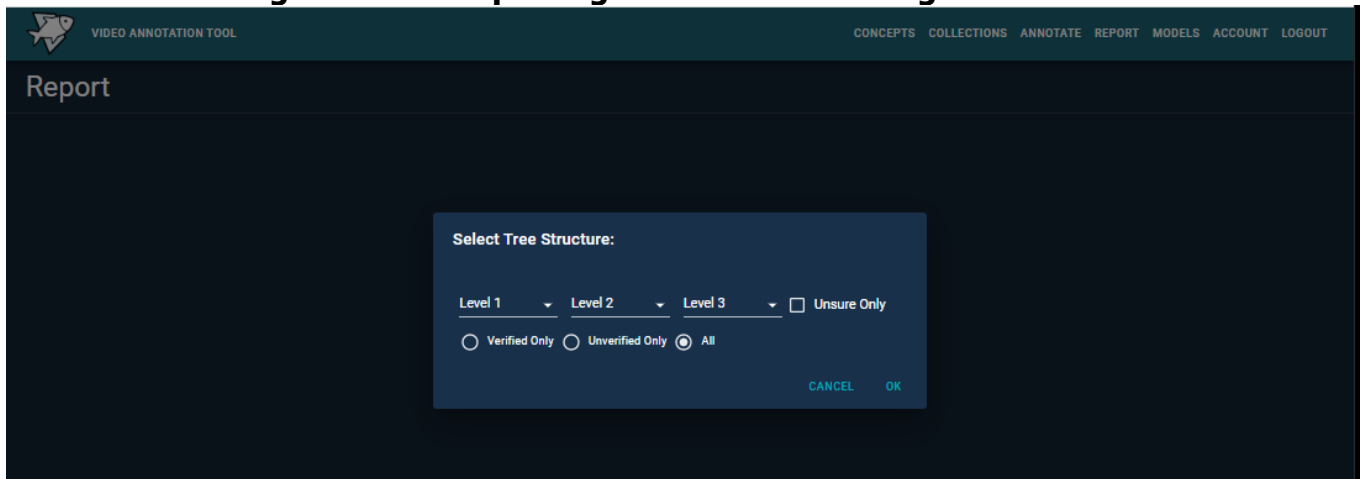 VIDEO ANNOTATION TOOL CONCEPTS COLLECTIONS ANNOTATE REPORT MODELS ACCOUNT LOGOUT
Report
Select Tree Structure:
Level 1 Level 2 Level 3 Unsure Only
Verified Only Unverified Only All
CANCEL OK